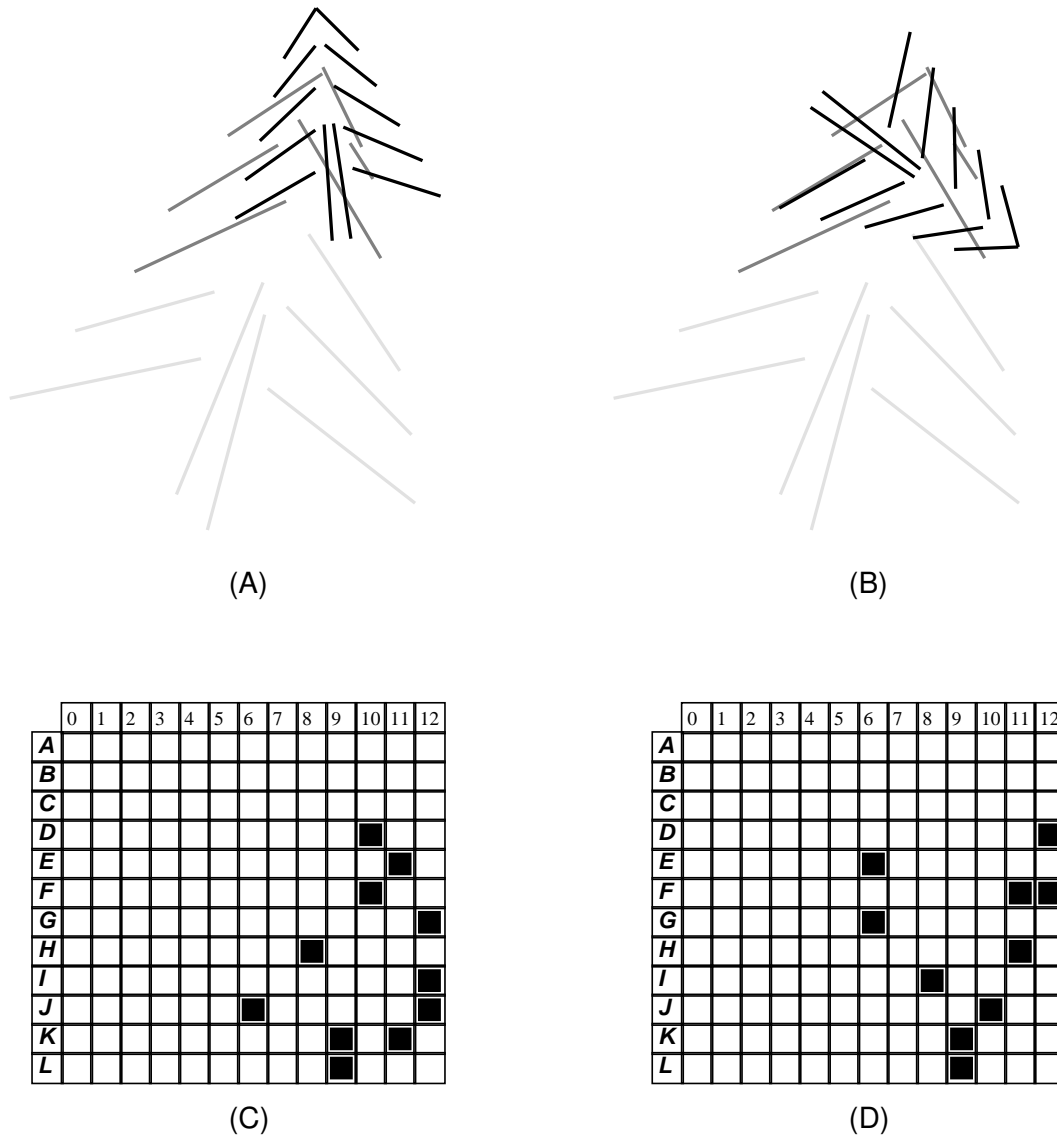 (A) (B)
0 1 2 3 4 5 6 7 8 9 10 11 12 0 1 2 3 4 5 6 7 8 9 10 11 12
A A
B B
C C
D D
E E
F F
G G
H H
I I
J J
K K
L L
(C) (D)